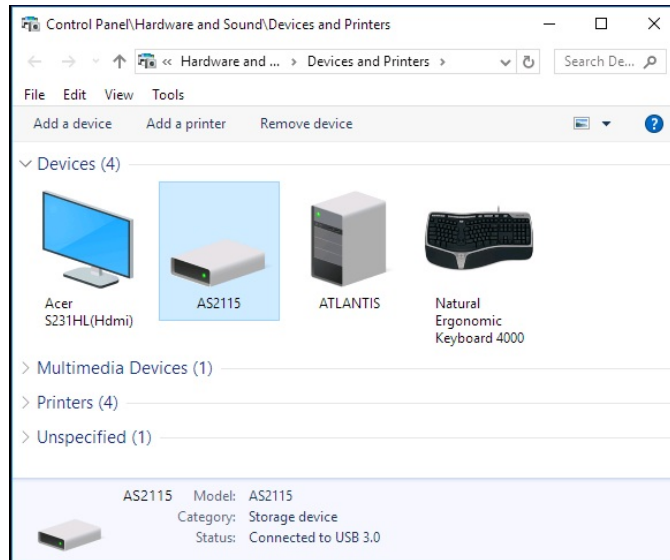 Control Panel\Hardware and Sound\Devices and Printers
« Hardware and ... › Devices and Printers ›
Search De...
File Edit View Tools
Add a device Add a printer Remove device
Devices (4)
Acer S231HL(Hdmi)
AS2115
ATLANTIS
Natural Ergonomic Keyboard 4000
Multimedia Devices (1)
Printers (4)
Unspecified (1)
AS2115 Model: AS2115
Category: Storage device
Status: Connected to USB 3.0